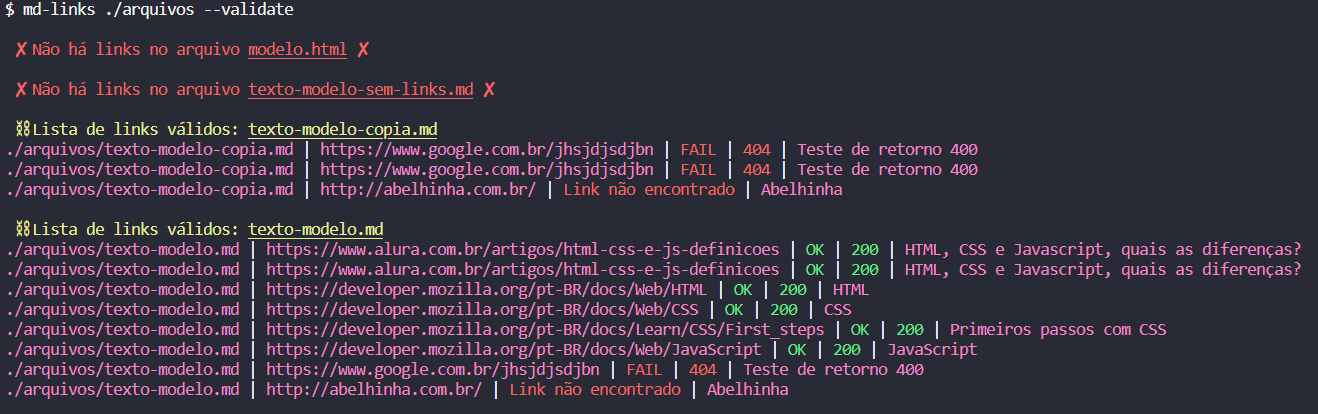 $ md-links ./arquivos --validate
✗ Não há links no arquivo modelo.html ✗
✗ Não há links no arquivo texto-modelo-sem-links.md ✗
⛓Lista de links válidos: texto-modelo-copia.md
./arquivos/texto-modelo-copia.md | https://www.google.com.br/jhsjdjsdjbn | FAIL | 404 | Teste de retorno 400
./arquivos/texto-modelo-copia.md | https://www.google.com.br/jhsjdjsdjbn | FAIL | 404 | Teste de retorno 400
./arquivos/texto-modelo-copia.md | http://abelhinha.com.br/ | Link não encontrado | Abelhinha
⛓Lista de links válidos: texto-modelo.md
./arquivos/texto-modelo.md | https://www.alura.com.br/artigos/html-css-e-js-definicoes | OK | 200 | HTML, CSS e Javascript, quais as diferenças?
./arquivos/texto-modelo.md | https://www.alura.com.br/artigos/html-css-e-js-definicoes | OK | 200 | HTML, CSS e Javascript, quais as diferenças?
./arquivos/texto-modelo.md | https://developer.mozilla.org/pt-BR/docs/Web/HTML | OK | 200 | HTML
./arquivos/texto-modelo.md | https://developer.mozilla.org/pt-BR/docs/Web/CSS | OK | 200 | CSS
./arquivos/texto-modelo.md | https://developer.mozilla.org/pt-BR/docs/Learn/CSS/First_steps | OK | 200 | Primeiros passos com CSS
./arquivos/texto-modelo.md | https://developer.mozilla.org/pt-BR/docs/Web/JavaScript | OK | 200 | JavaScript
./arquivos/texto-modelo.md | https://www.google.com.br/jhsjdjsdjbn | FAIL | 404 | Teste de retorno 400
./arquivos/texto-modelo.md | http://abelhinha.com.br/ | Link não encontrado | Abelhinha